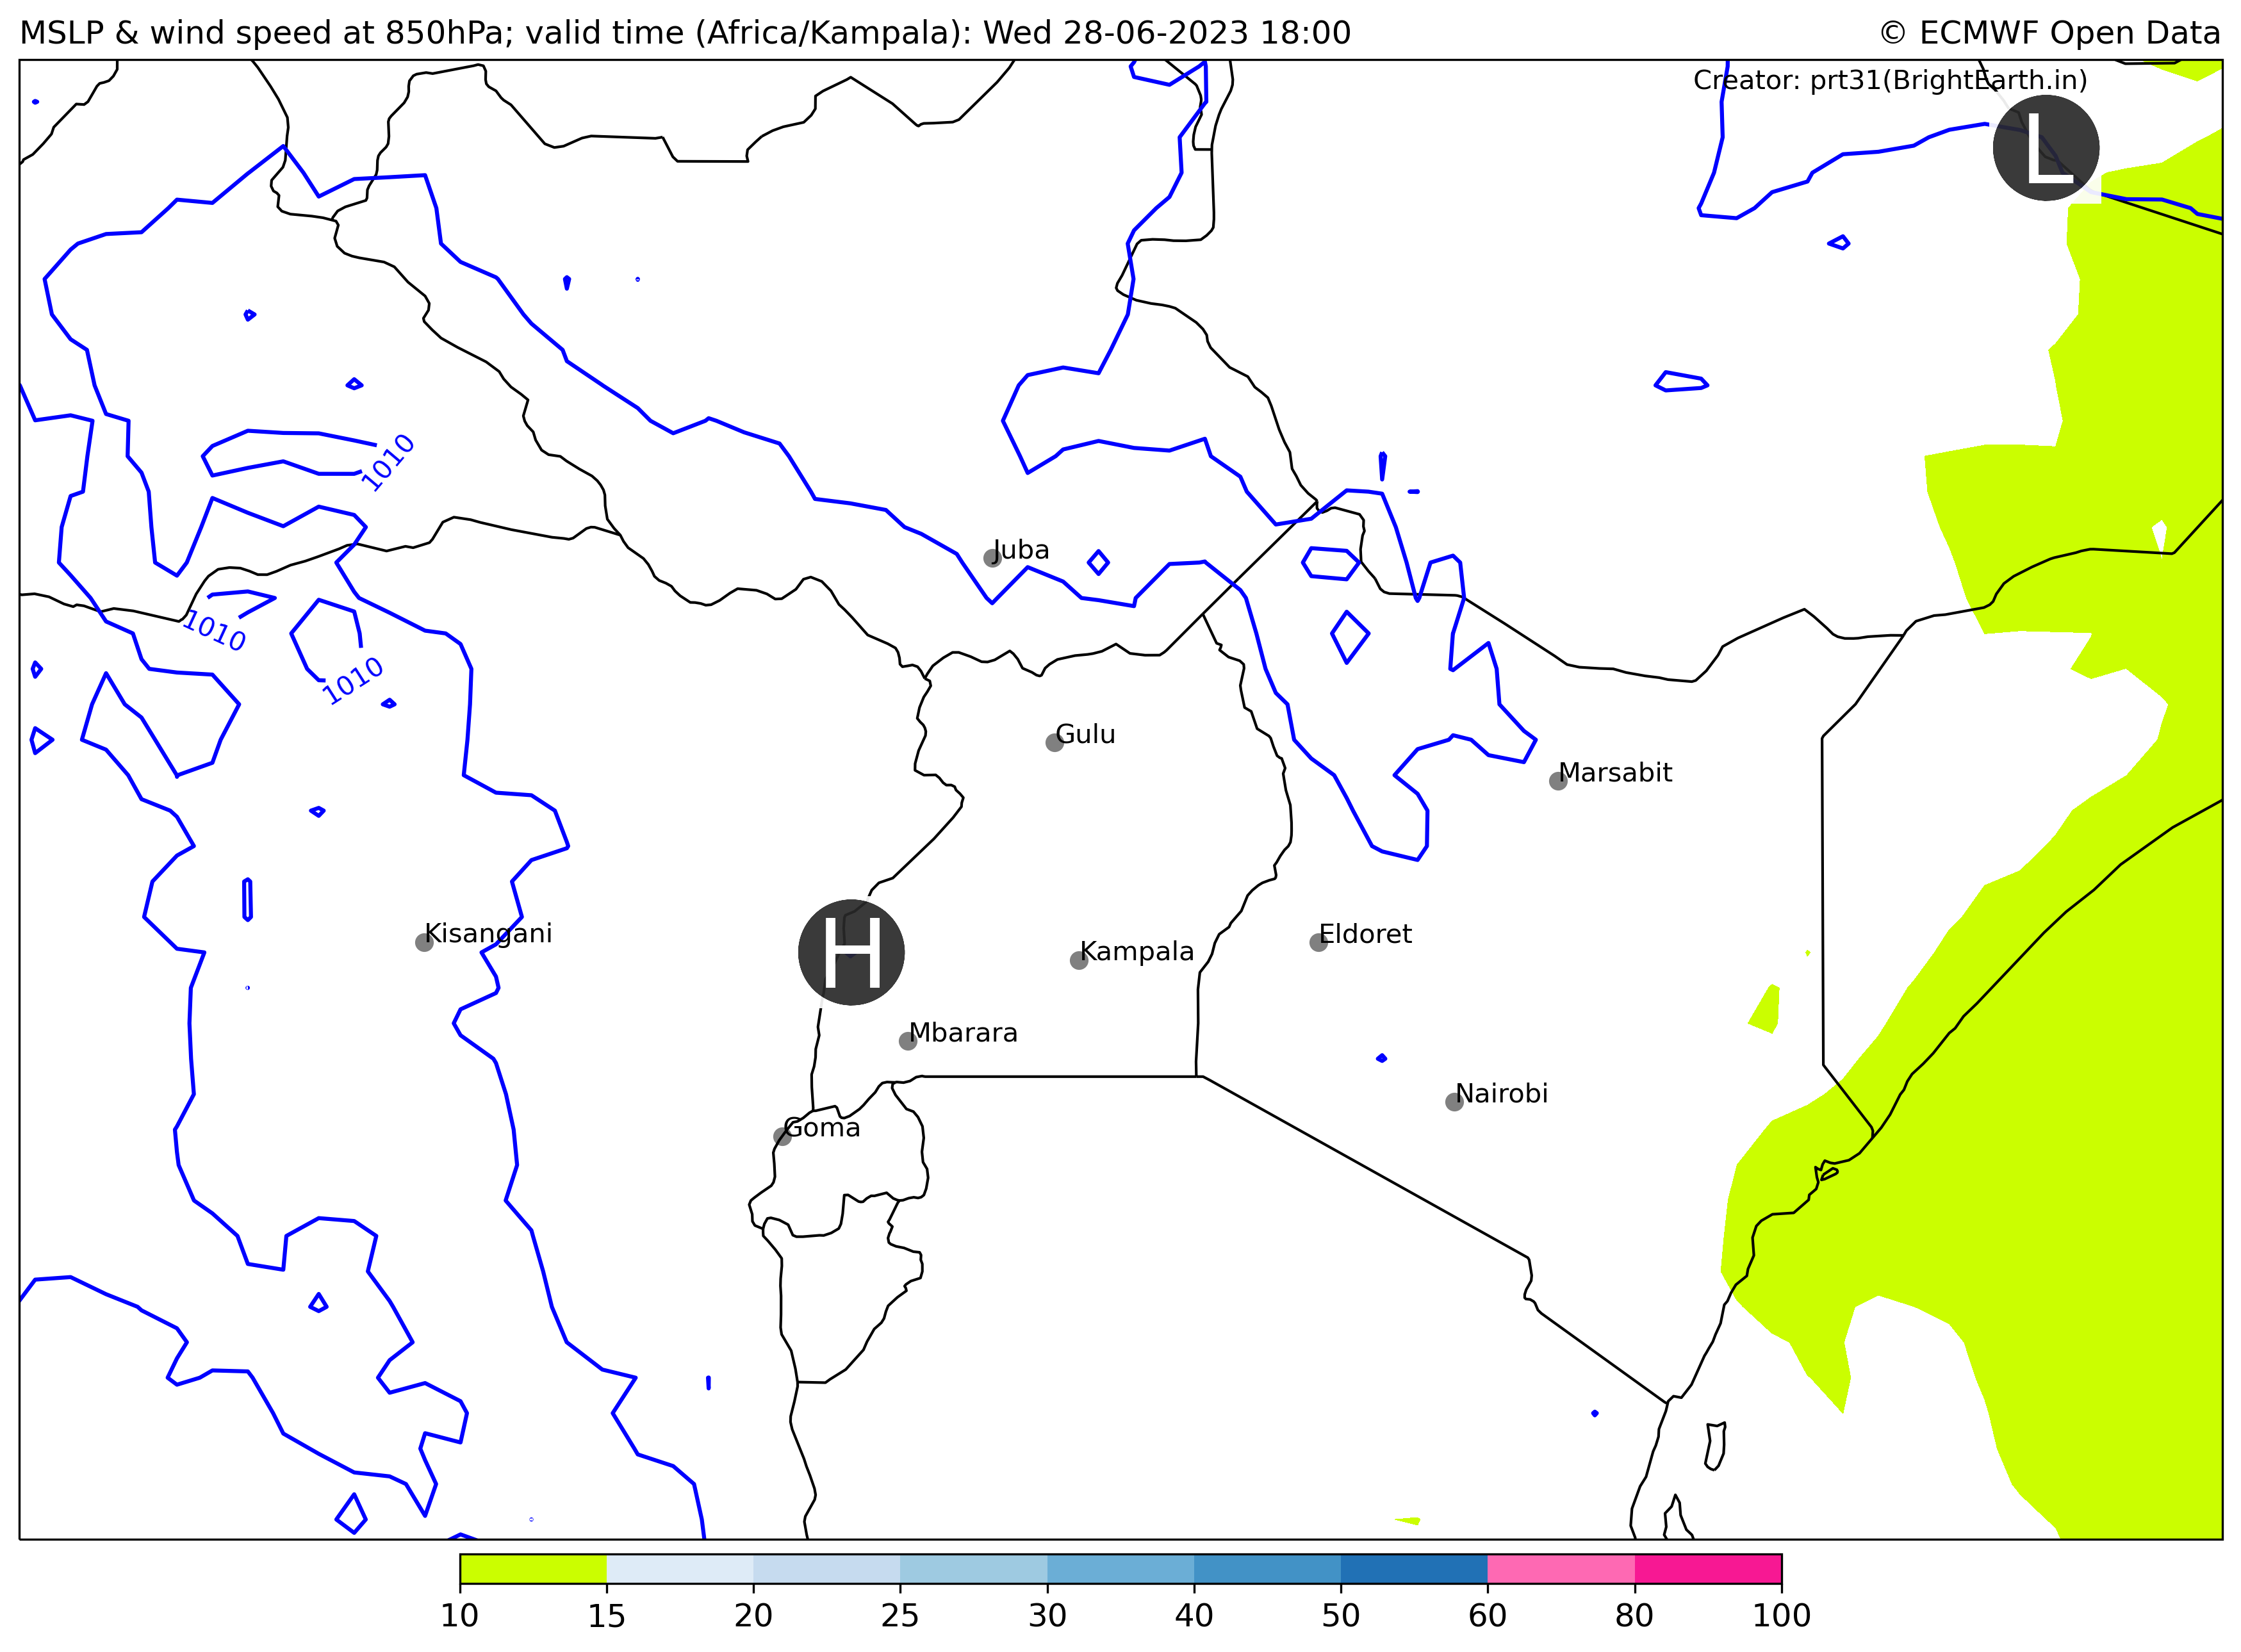 MSLP & wind speed at 850hPa; valid time (Africa/Kampala): Wed 28-06-2023 18:00
© ECMWF Open Data
Creator: prt31(BrightEarth.in)
L
1010
Juba
1010
1010
Gulu
Marsabit
Kisangani
Eldoret
H
Kampala
Mbarara
Nairobi
Goma
10 15 20 25 30 40 50 60 80 100